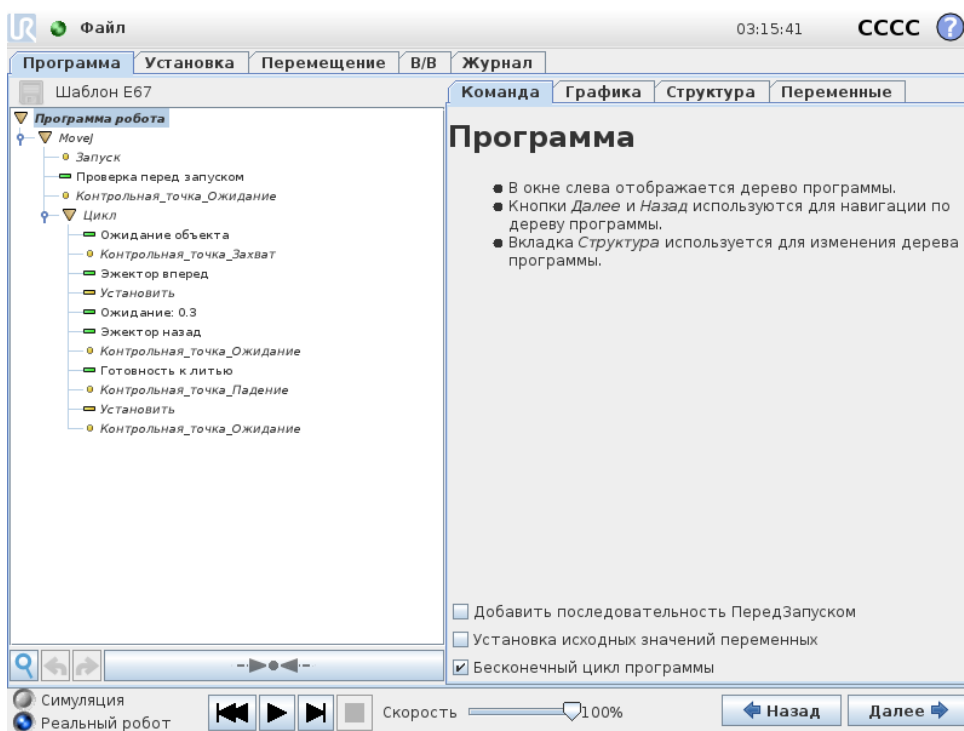 UR Файл 03:15:41 CCCC ?
Программа Установка Перемещение В/В Журнал
Шаблон E67
Команда Графика Структура Переменные
Программа робота
MoveJ
Запуск
Проверка перед запуском
Контрольная_точка_Ожидание
Цикл
Ожидание объекта
Контрольная_точка_Захват
Эжектор вперед
Установить
Ожидание: 0.3
Эжектор назад
Контрольная_точка_Ожидание
Готовность к литью
Контрольная_точка_Падение
Установить
Контрольная_точка_Ожидание
Программа
В окне слева отображается дерево программы.
Кнопки Далее и Назад используются для навигации по
дереву программы.
Вкладка Структура используется для изменения дерева
программы.
Добавить последовательность ПередЗапуском
Установка исходных значений переменных
Бесконечный цикл программы
Симуляция
Реальный робот
Скорость 100%
Назад Далее